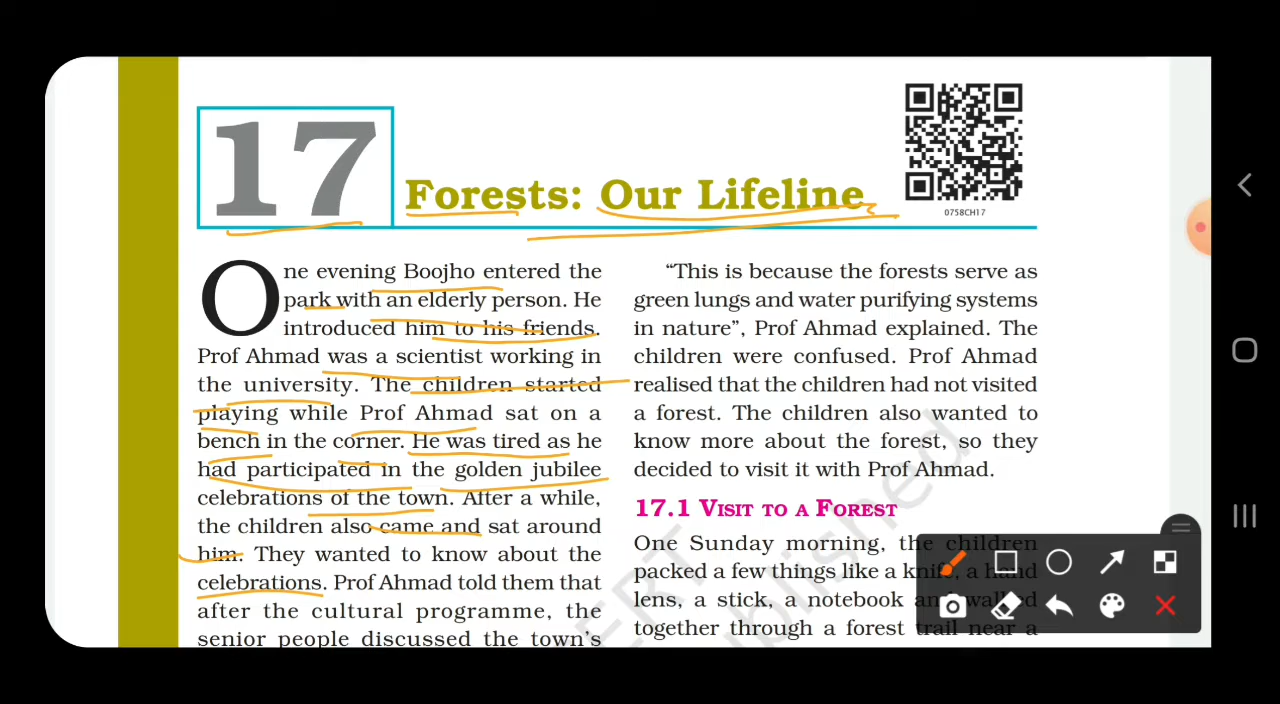 17
Forests: Our Lifeline
0758CH17
One evening Boojho entered the
park with an elderly person. He
introduced him to his friends.
Prof Ahmad was a scientist working in
the university. The children started
playing while Prof Ahmad sat on a
bench in the corner. He was tired as he
had participated in the golden jubilee
celebrations of the town. After a while,
the children also came and sat around
him. They wanted to know about the
celebrations. Prof Ahmad told them that
after the cultural programme, the
senior people discussed the town’s
“This is because the forests serve as
green lungs and water purifying systems
in nature”, Prof Ahmad explained. The
children were confused. Prof Ahmad
realised that the children had not visited
a forest. The children also wanted to
know more about the forest, so they
decided to visit it with Prof Ahmad.
17.1 VISIT TO A FOREST
One Sunday morning, the children
packed a few things like a knife, a hand
lens, a stick, a notebook and walked
together through a forest trail near a